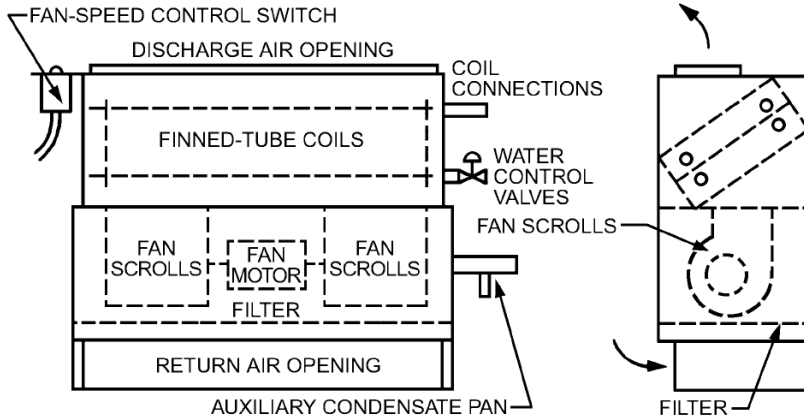 FAN-SPEED CONTROL SWITCH
DISCHARGE AIR OPENING
COIL
CONNECTIONS
FINNED-TUBE COILS
WATER
CONTROL
VALVES
FAN SCROLLS
FAN
SCROLLS
FAN
MOTOR
FAN
SCROLLS
FILTER
RETURN AIR OPENING
AUXILIARY CONDENSATE PAN
FILTER